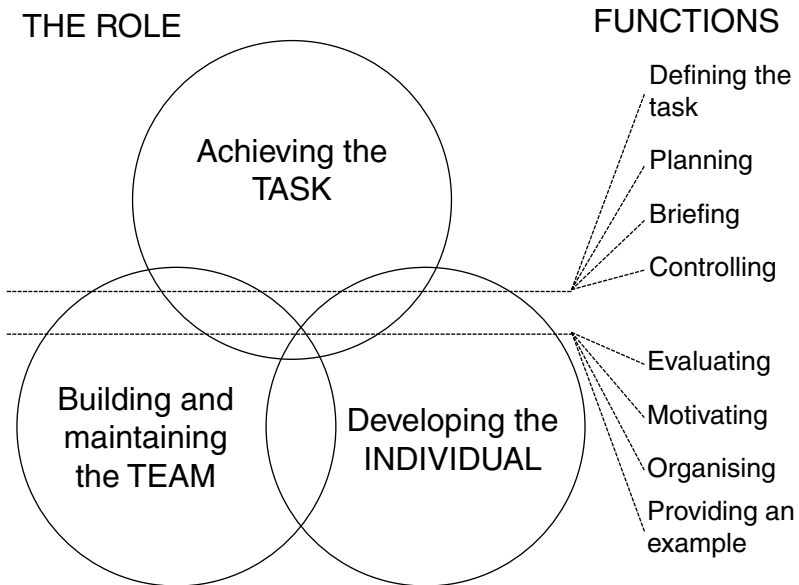 THE ROLE
FUNCTIONS
Achieving the
TASK
Building and
maintaining
the TEAM
Developing the
INDIVIDUAL
Defining the
task
Planning
Briefing
Controlling
Evaluating
Motivating
Organising
Providing an
example